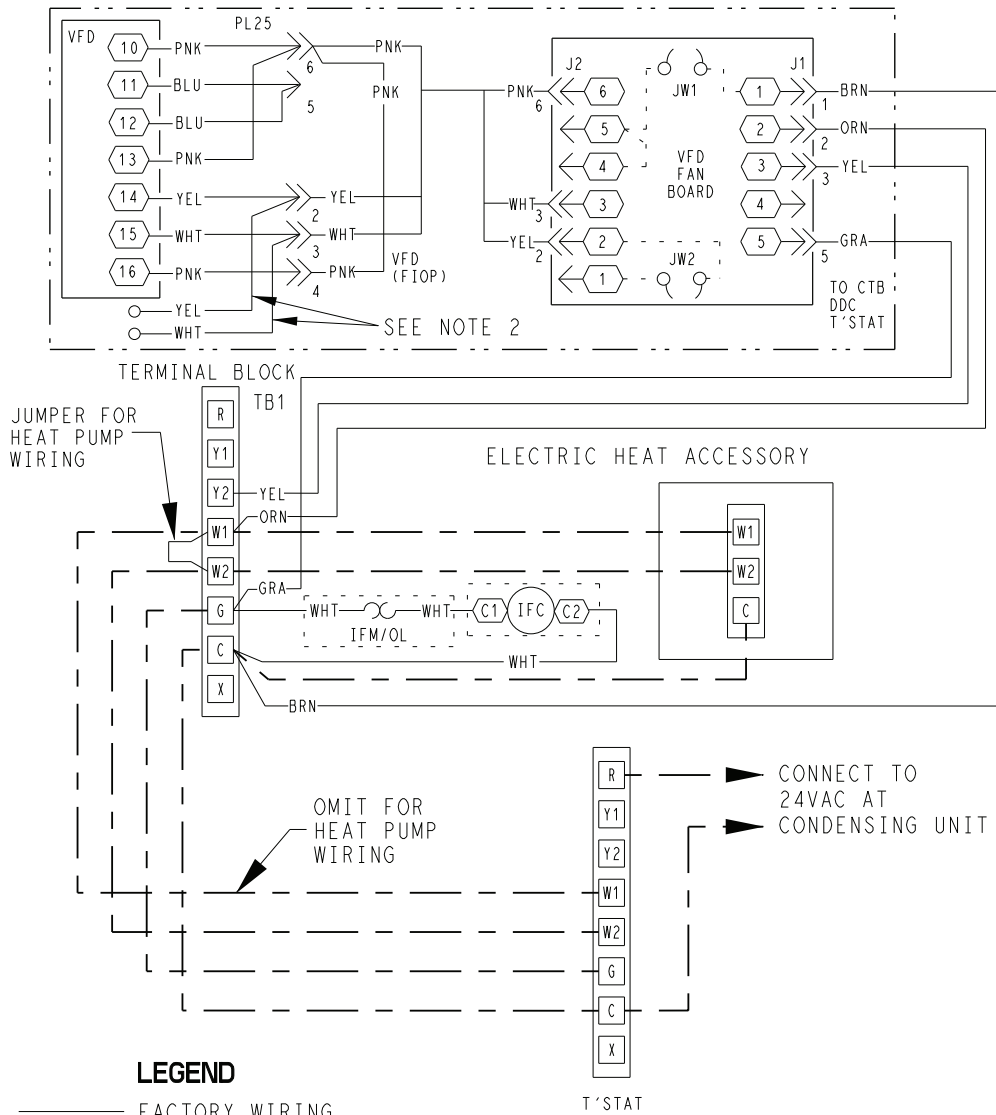 VFD
PL25
10
PNK
PNK
6
PNK
11
BLU
5
12
BLU
13
PNK
14
YEL
YEL
2
15
WHT
WHT
3
VFD
(FIOP)
16
PNK
PNK
4
YEL
WHT
SEE NOTE 2
J2
J1
JW1
PNK
6
6
1
1
BRN
5
2
2
ORN
4
VFD
FAN
BOARD
3
3
YEL
WHT
3
3
4
YEL
2
2
JW2
5
5
GRA
1
TO CTB
DDC
T'STAT
TERMINAL BLOCK
TB1
JUMPER FOR
HEAT PUMP
WIRING
R
Y1
Y2
YEL
W1
ORN
W2
GRA
G
WHT
WHT
IFM/OL
C1
IFC
C2
C
WHT
X
BRN
ELECTRIC HEAT ACCESSORY
W1
W2
C
OMIT FOR
HEAT PUMP
WIRING
R
Y1
Y2
W1
W2
G
C
X
T'STAT
CONNECT TO
24VAC AT
CONDENSING UNIT
LEGEND
FACTORY WIRING